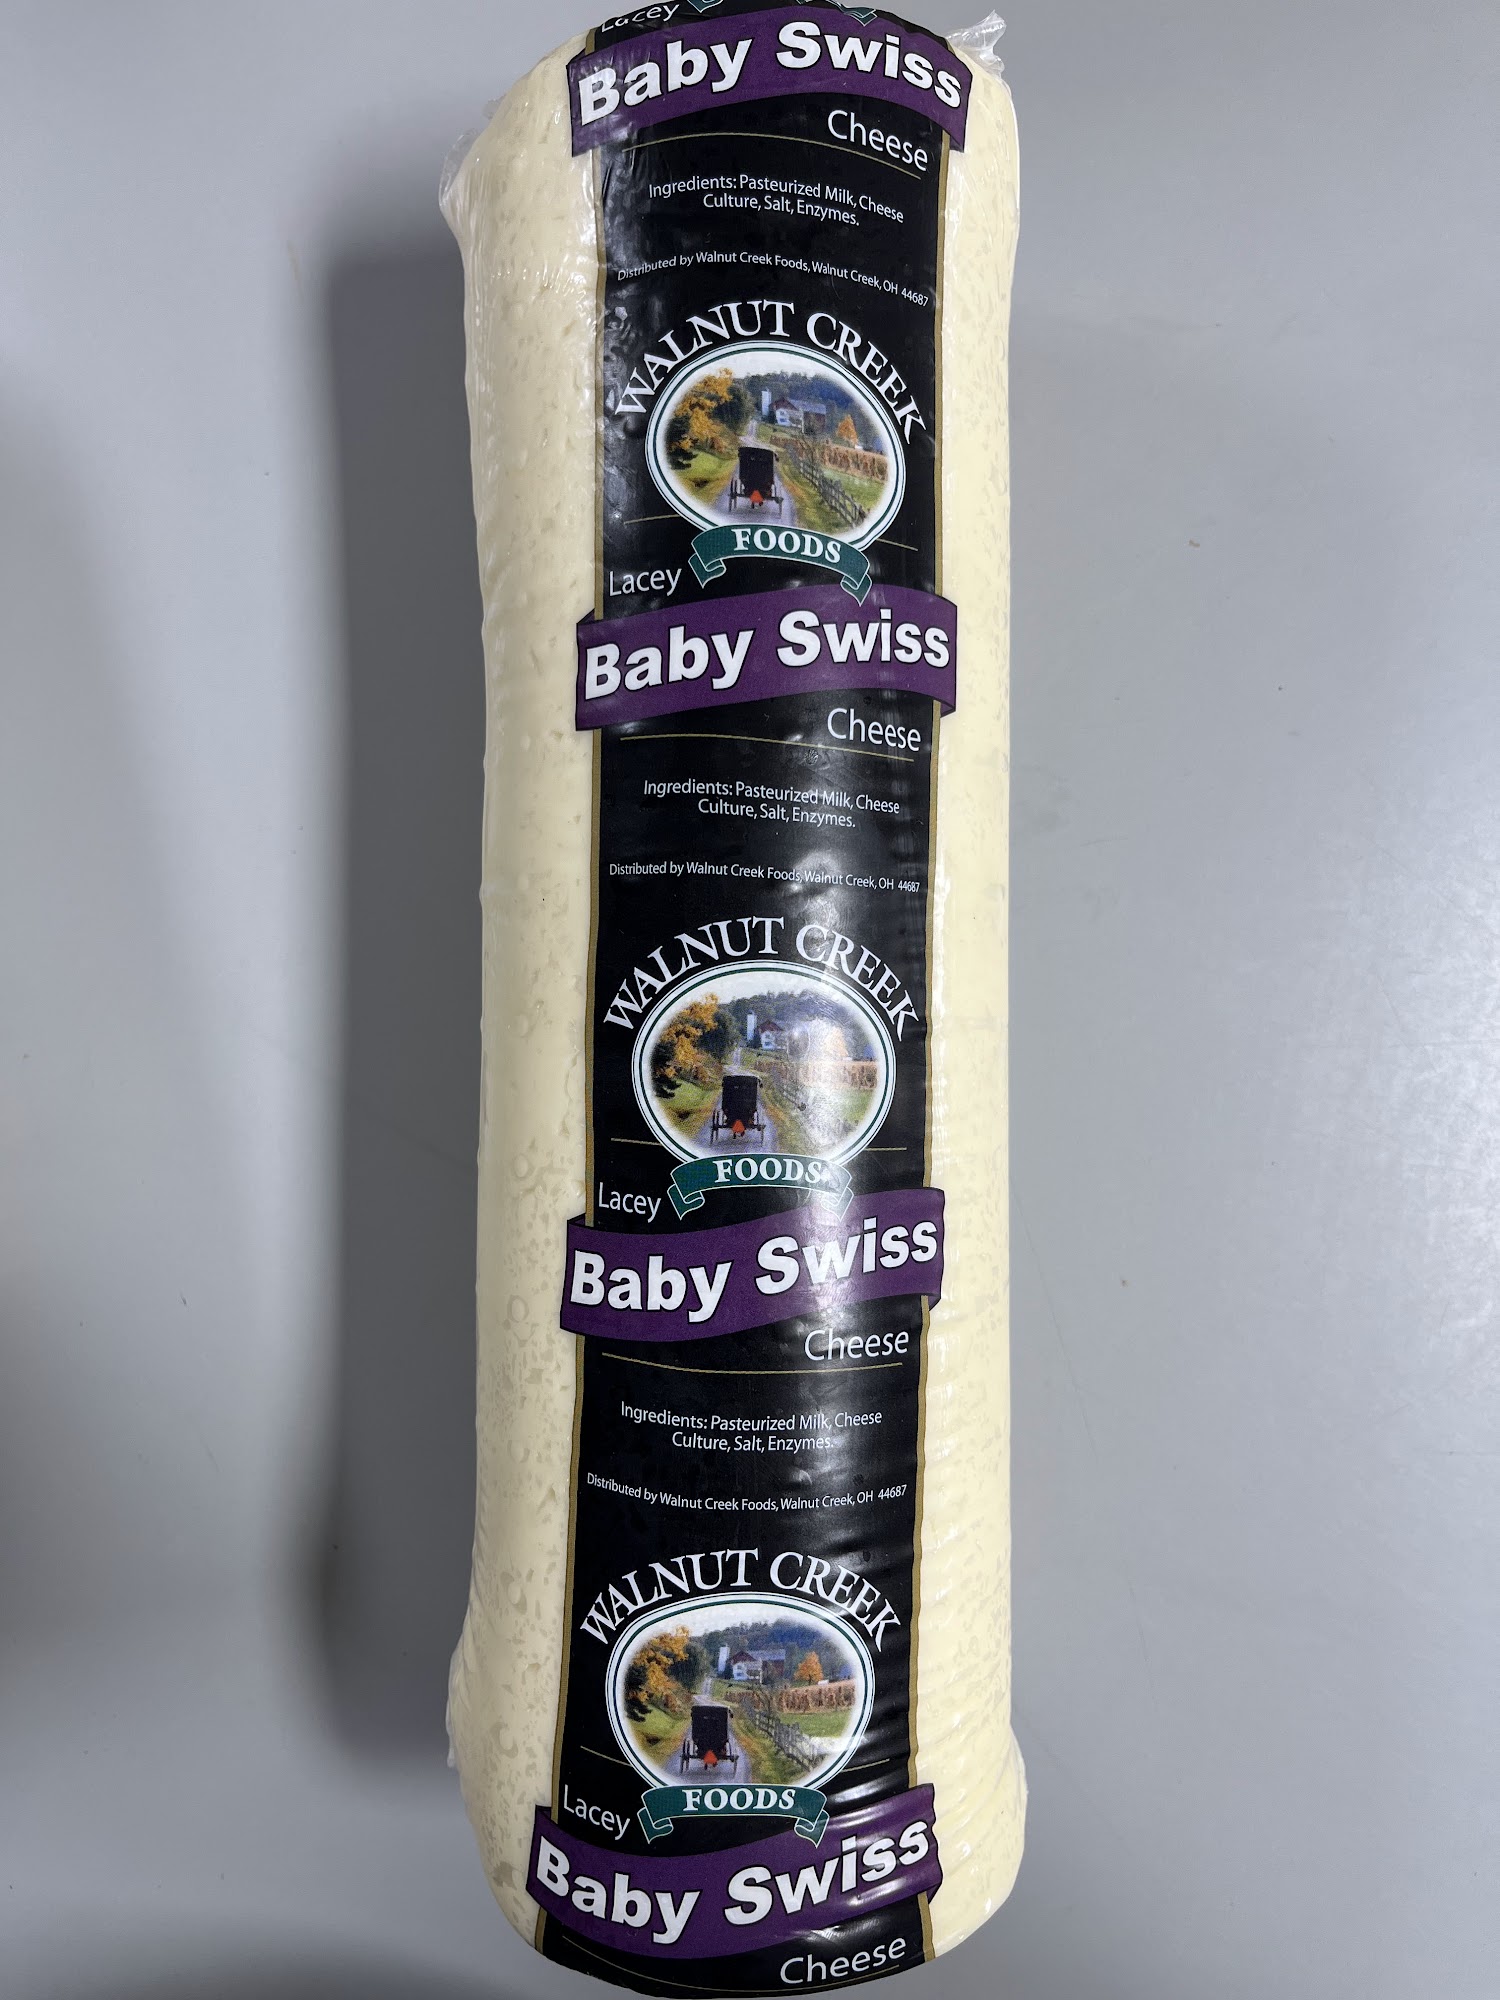 Lacey
Baby Swiss
Cheese
Ingredients: Pasteurized Milk, Cheese
Culture, Salt, Enzymes.
Distributed by Walnut Creek Foods, Walnut Creek, OH 44687
WALNUT CREEK
FOODS
Lacey
Baby Swiss
Cheese
Ingredients: Pasteurized Milk, Cheese
Culture, Salt, Enzymes.
Distributed by Walnut Creek Foods, Walnut Creek, OH 44687
WALNUT CREEK
FOODS
Lacey
Baby Swiss
Cheese
Ingredients: Pasteurized Milk, Cheese
Culture, Salt, Enzymes.
Distributed by Walnut Creek Foods, Walnut Creek, OH 44687
WALNUT CREEK
FOODS
Lacey
Baby Swiss
Cheese